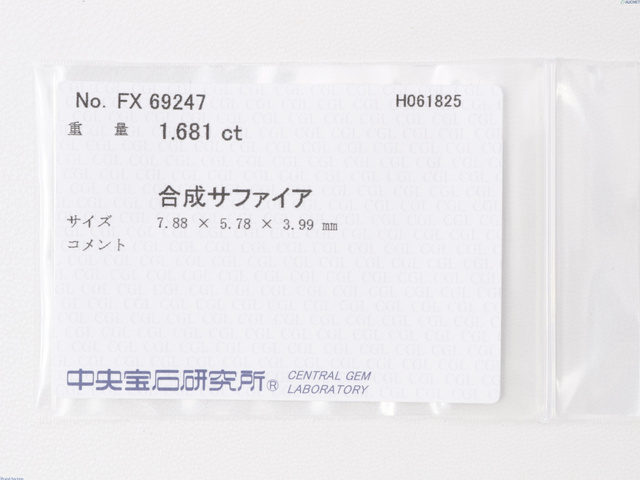 No. FX 69247 H061825
重 量 1.681 ct
合成サファイア
サイズ 7.88 × 5.78 × 3.99 mm
コメント
中央宝石研究所® CENTRAL GEM
LABORATORY